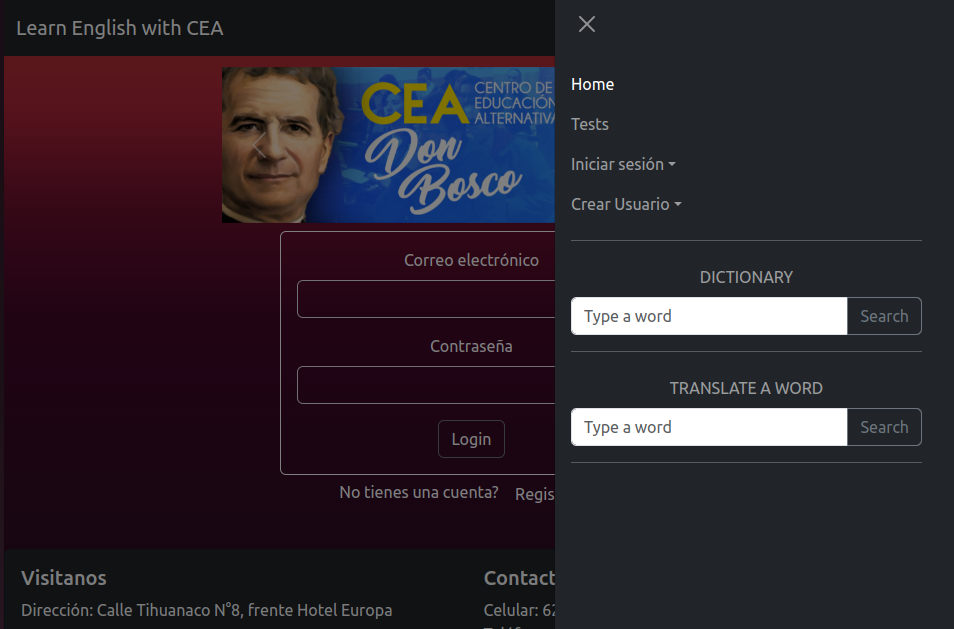 Learn English with CEA
CEA
CENTRO DE
EDUCACIÓN
ALTERNATIVA
Don
Bosco
Correo electrónico
Contraseña
Login
No tienes una cuenta? Regis
Visitanos
Dirección: Calle Tihuanaco N°8, frente Hotel Europa
Contact
Celular: 62
Home
Tests
Iniciar sesión
Crear Usuario
DICTIONARY
Type a word Search
TRANSLATE A WORD
Type a word Search